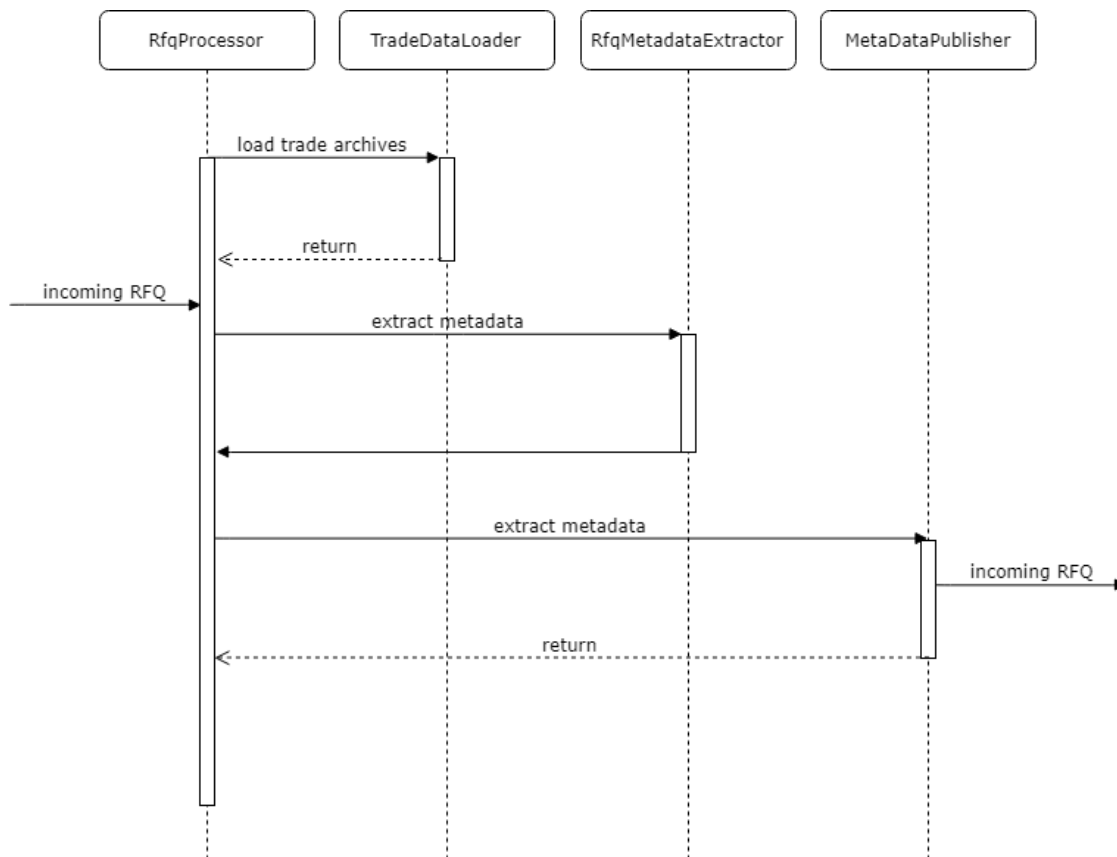 RfqProcessor
TradeDataLoader
RfqMetadataExtractor
MetaDataPublisher
load trade archives
return
incoming RFQ
extract metadata
extract metadata
incoming RFQ
return